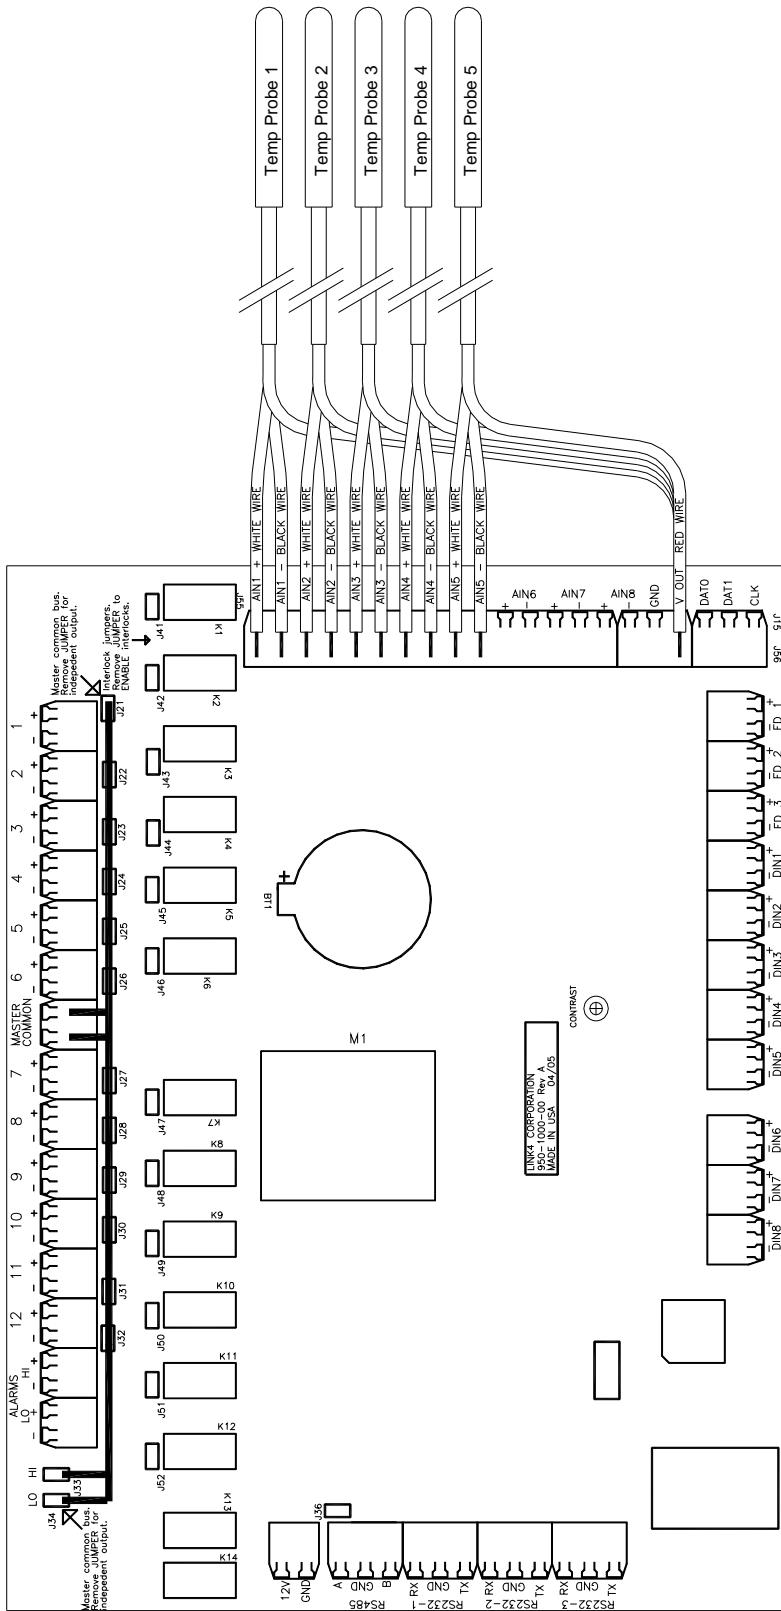 Temp Probe 1
Temp Probe 2
Temp Probe 3
Temp Probe 4
Temp Probe 5
AIN1 + WHITE WIRE
AIN1 - BLACK WIRE
AIN2 + WHITE WIRE
AIN2 - BLACK WIRE
AIN3 + WHITE WIRE
AIN3 - BLACK WIRE
AIN4 + WHITE WIRE
AIN4 - BLACK WIRE
AIN5 + WHITE WIRE
AIN5 - BLACK WIRE
V OUT RED WIRE
J55
+ AIN6 -
+ AIN7 -
+ AIN8 -
GND
DAT0
DAT1
CLK
J15
J56
Master common bus.
Remove JUMPER for
indepedent output.
Interlock jumpers.
Remove JUMPER to
ENABLE interlocks.
1 + -
2 + -
3 + -
4 + -
5 + -
6 + -
MASTER
COMMON
7 + -
8 + -
9 + -
10 + -
11 + -
12 + -
ALARMS
HI + -
LO + -
HI
LO
J21
J22
J23
J24
J25
J26
J27
J28
J29
J30
J31
J32
J33
J34
Master common bus.
Remove JUMPER for
indepedent output.
J41
J42
J43
J44
J45
J46
J47
J48
J49
J50
J51
J52
K1
K2
K3
K4
K5
K6
K7
K8
K9
K10
K11
K12
K13
K14
BT1
+
M1
CONTRAST
LINK4 CORPORATION
950-1000-00 Rev A
MADE IN USA 04/05
+ ED 1 -
+ ED 2 -
+ ED 3 -
+ DIN1 -
+ DIN2 -
+ DIN3 -
+ DIN4 -
+ DIN5 -
+ DIN6 -
+ DIN7 -
+ DIN8 -
J36
12V
GND
A
GND
B
RS485
RX
GND
TX
RS232-1
RX
GND
TX
RS232-2
RX
GND
TX
RS232-3